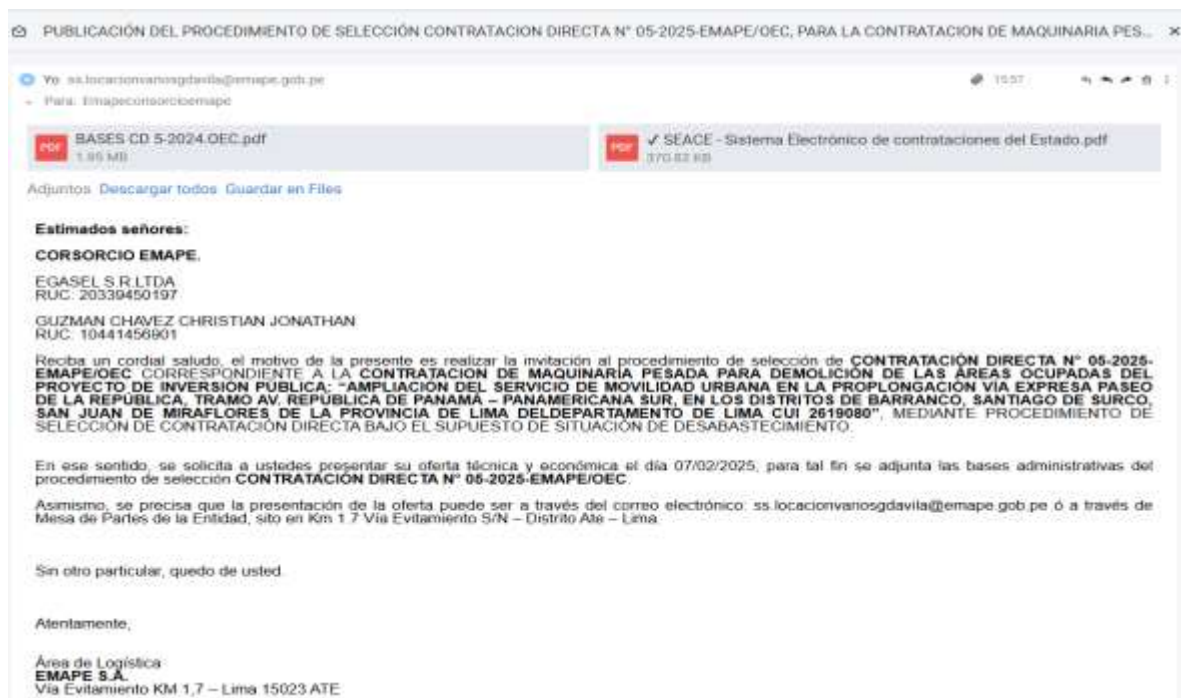 PUBLICACIÓN DEL PROCEDIMIENTO DE SELECCIÓN CONTRATACION DIRECTA N° 05-2025-EMAPE/OEC, PARA LA CONTRATACION DE MAQUINARIA PES...
Yo ss.locacionvanosgdavila@emape.gob.pe 15:57
Para: Emapeconsorcioemape
PDF BASES CD 5-2024.OEC.pdf
1.95 MB
PDF ✓ SEACE - Sistema Electrónico de contrataciones del Estado.pdf
370.82 KB
Adjuntos Descargar todos Guardar en Files
Estimados señores:
CORSORCIO EMAPE.
EGASEL S.R.LTDA
RUC: 20339450197
GUZMAN CHAVEZ CHRISTIAN JONATHAN
RUC: 10441456901
Reciba un cordial saludo, el motivo de la presente es realizar la invitación al procedimiento de selección de CONTRATACIÓN DIRECTA N° 05-2025-
EMAPE/OEC CORRESPONDIENTE A LA CONTRATACION DE MAQUINARIA PESADA PARA DEMOLICIÓN DE LAS ÁREAS OCUPADAS DEL
PROYECTO DE INVERSIÓN PÚBLICA: "AMPLIACIÓN DEL SERVICIO DE MOVILIDAD URBANA EN LA PROPLONGACIÓN VÍA EXPRESA PASEO
DE LA REPÚBLICA, TRAMO AV. REPÚBLICA DE PANAMÁ – PANAMERICANA SUR, EN LOS DISTRITOS DE BARRANCO, SANTIAGO DE SURCO,
SAN JUAN DE MIRAFLORES DE LA PROVINCIA DE LIMA DELDEPARTAMENTO DE LIMA CUI 2619080", MEDIANTE PROCEDIMIENTO DE
SELECCIÓN DE CONTRATACIÓN DIRECTA BAJO EL SUPUESTO DE SITUACIÓN DE DESABASTECIMIENTO.
En ese sentido, se solicita a ustedes presentar su oferta técnica y económica el día 07/02/2025, para tal fin se adjunta las bases administrativas del
procedimiento de selección CONTRATACIÓN DIRECTA N° 05-2025-EMAPE/OEC.
Asimismo, se precisa que la presentación de la oferta puede ser a través del correo electrónico: ss.locacionvanosgdavila@emape.gob.pe ó a través de
Mesa de Partes de la Entidad, sito en Km 1.7 Vía Evitamiento S/N – Distrito Ate – Lima
Sin otro particular, quedo de usted.
Atentamente,
Área de Logística
EMAPE S.A.
Vía Evitamiento KM 1,7 – Lima 15023 ATE